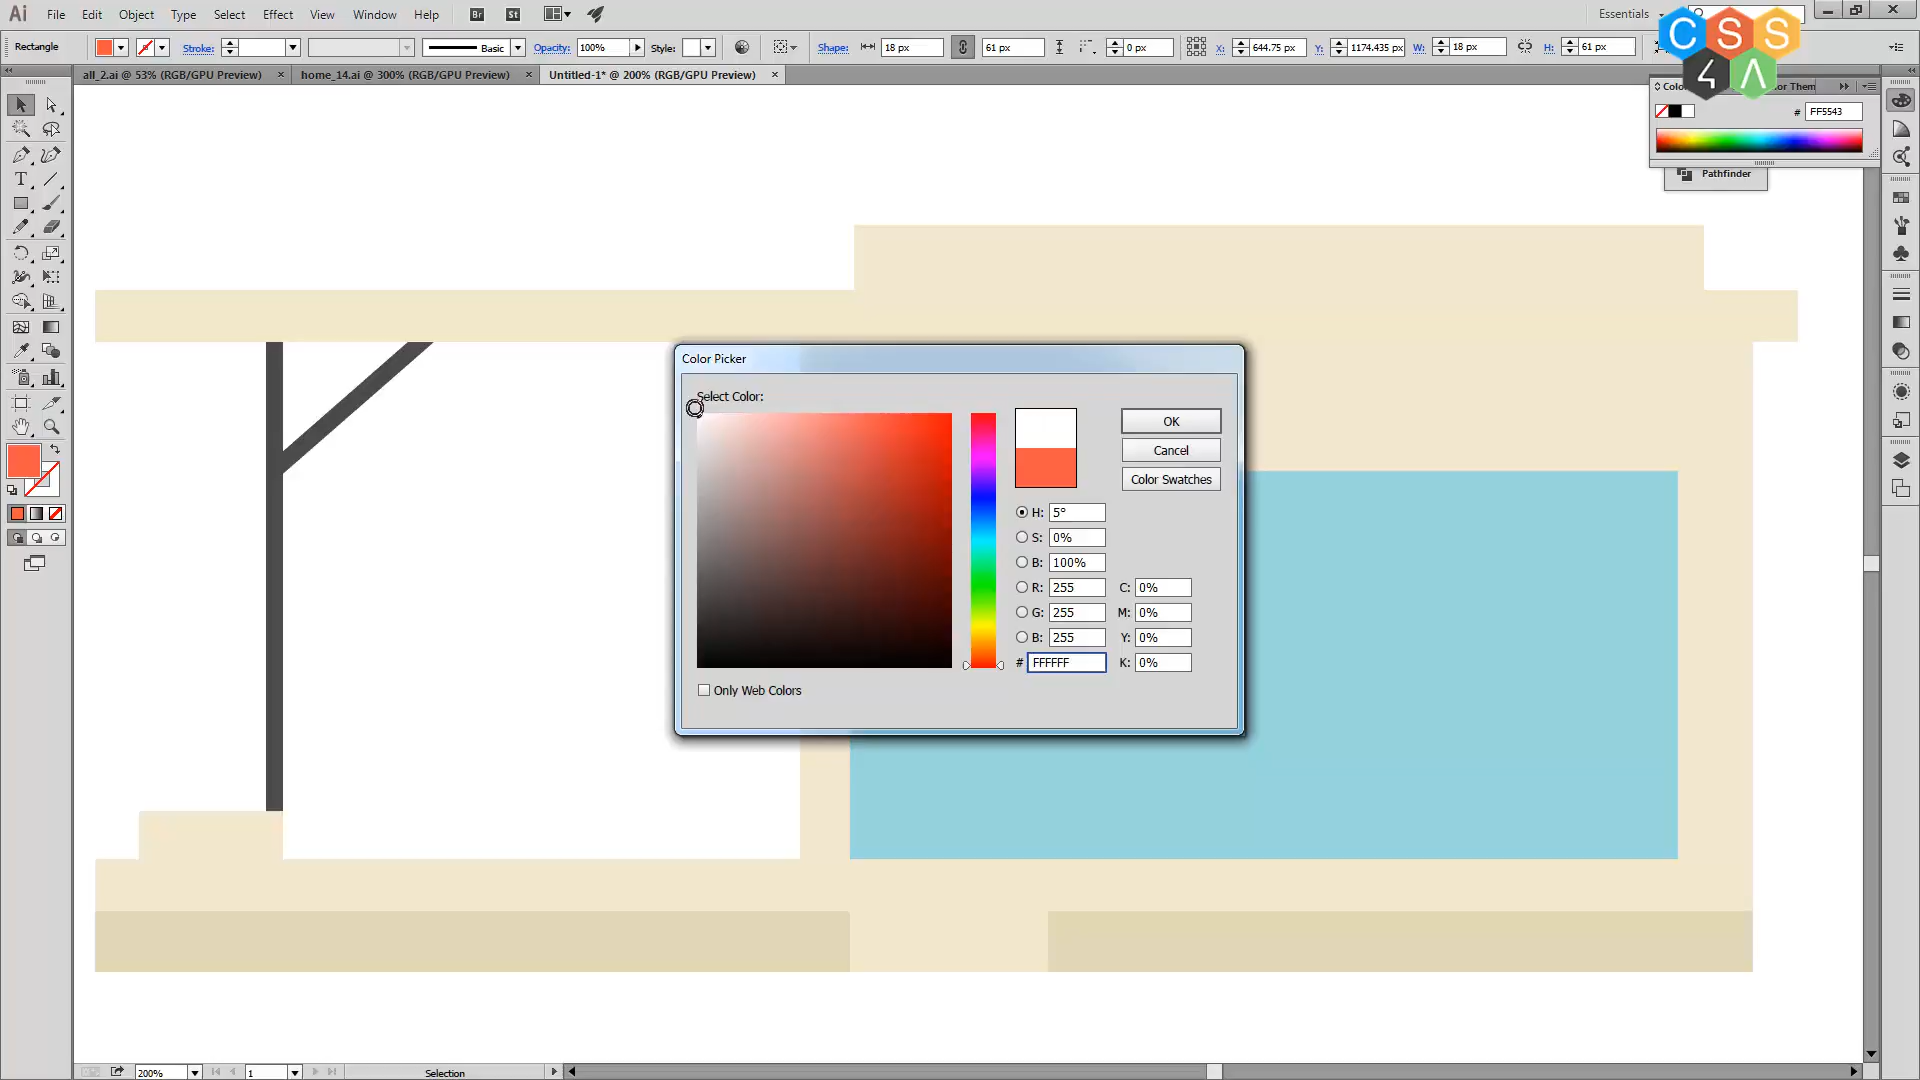 Ai File Edit Object Type Select Effect View Window Help Br St Essentials
CSS
4
Rectangle Stroke: Basic Opacity: 100% Style: Shape: 18 px 61 px 0 px X: 644.75 px Y: 1174.435 px W: 18 px H: 61 px
all_2.ai @ 53% (RGB/GPU Preview) × home_14.ai @ 300% (RGB/GPU Preview) × Untitled-1* @ 200% (RGB/GPU Preview) ×
# FF5543
Pathfinder
T
Color Picker
Select Color:
OK
Cancel
Color Swatches
H: 5°
S: 0%
B: 100%
R: 255 C: 0%
G: 255 M: 0%
B: 255 Y: 0%
# FFFFFF K: 0%
Only Web Colors
200% 1 Selection